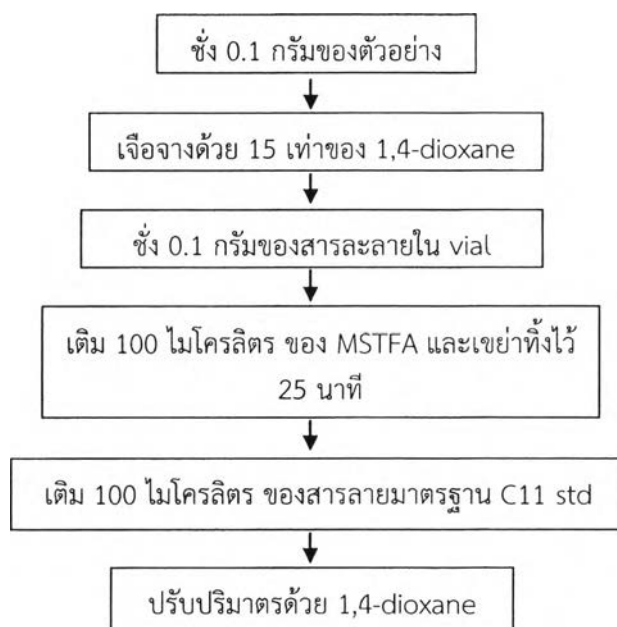 ชั่ง 0.1 กรัมของตัวอย่าง
เจือจางด้วย 15 เท่าของ 1,4-dioxane
ชั่ง 0.1 กรัมของสารละลายใน vial
เติม 100 ไมโครลิตร ของ MSTFA และเขย่าทิ้งไว้
25 นาที
เติม 100 ไมโครลิตร ของสารลายมาตรฐาน C11 std
ปรับปริมาตรด้วย 1,4-dioxane